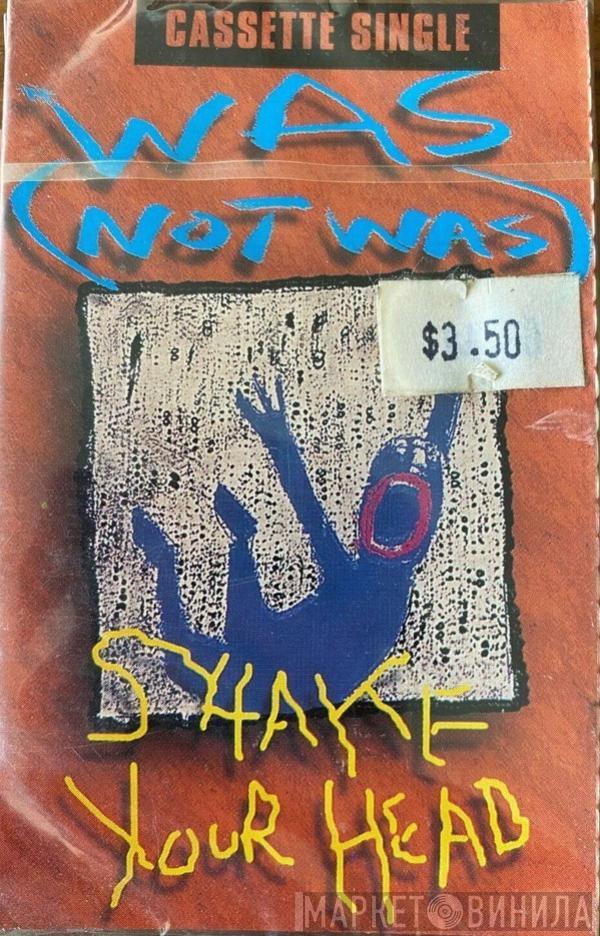 CASSETTE SINGLE
WAS
(NOT WAS)
$3.50
SHAKE
YOUR HEAD
МАРКЕТ ВИНИЛА